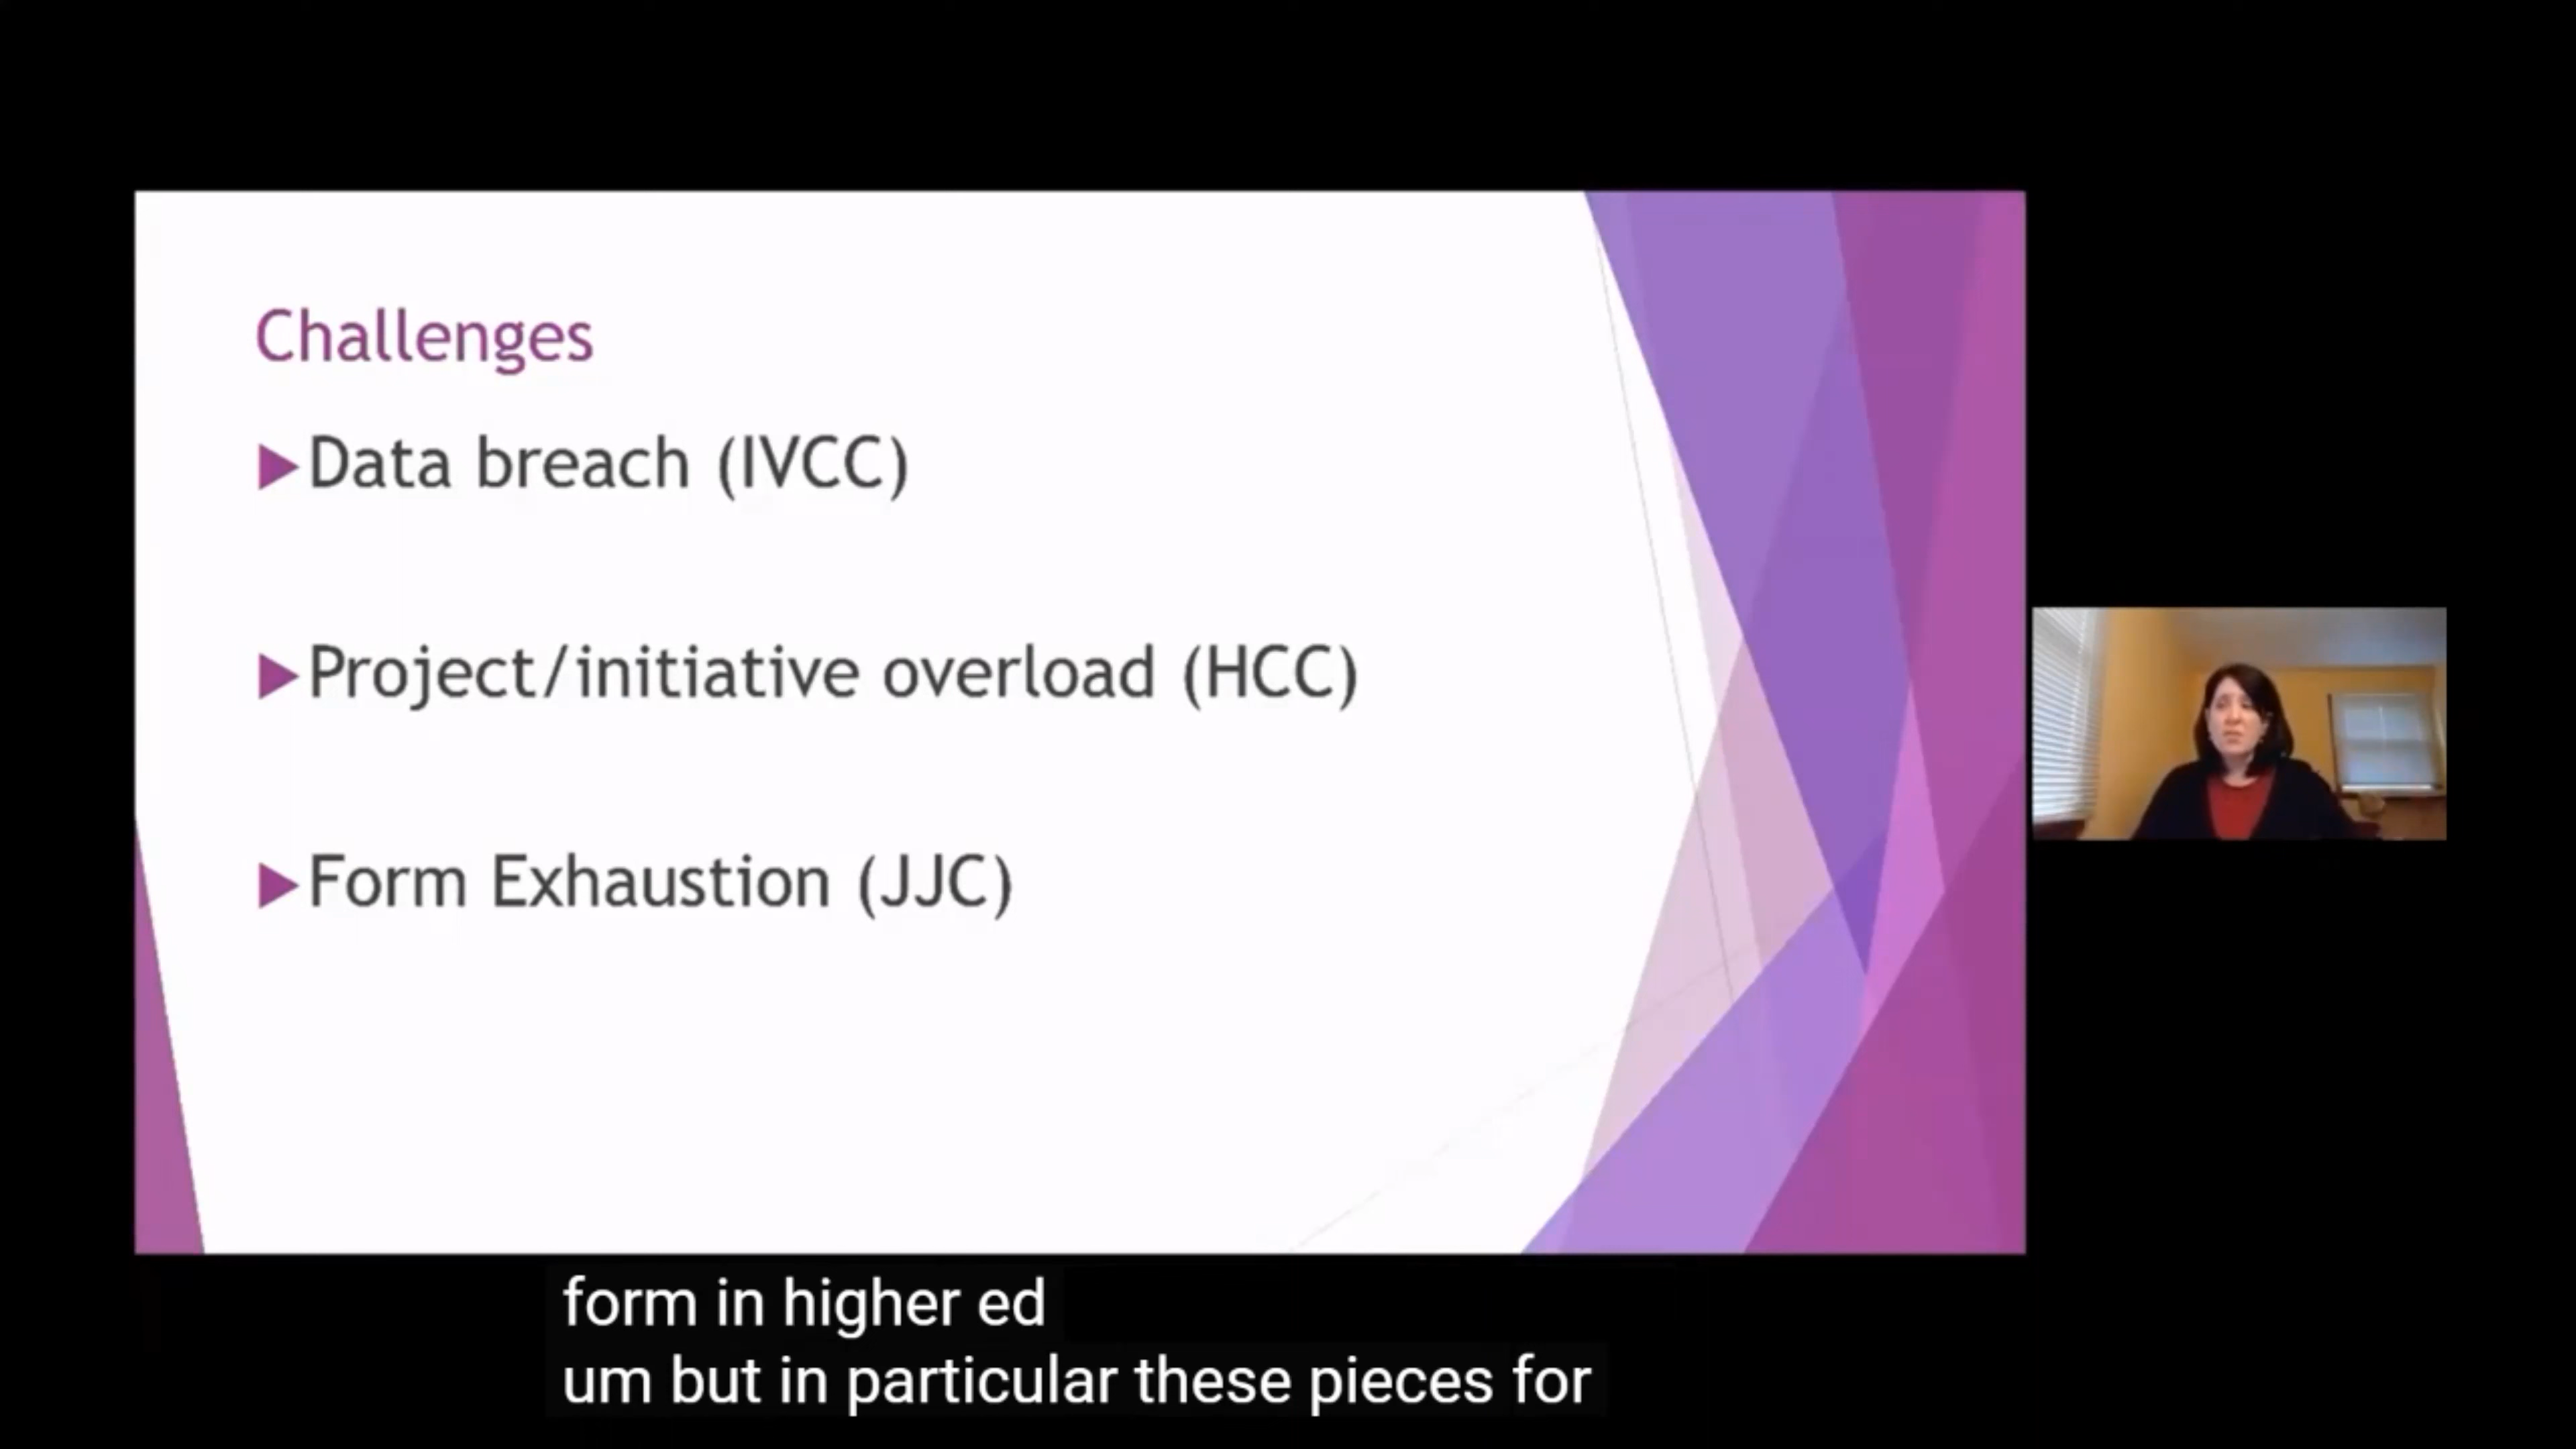 Challenges
Data breach (IVCC)
Project/initiative overload (HCC)
Form Exhaustion (JJC)
form in higher ed
um but in particular these pieces for